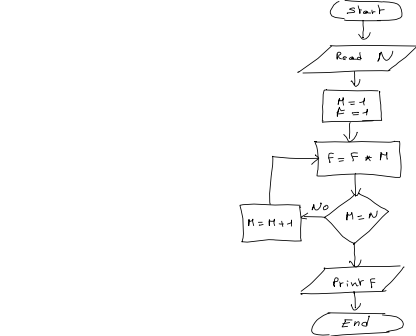 Start
Read N
M=1
F=1
F=F * M
No
M=N
M=M+1
Print F
End